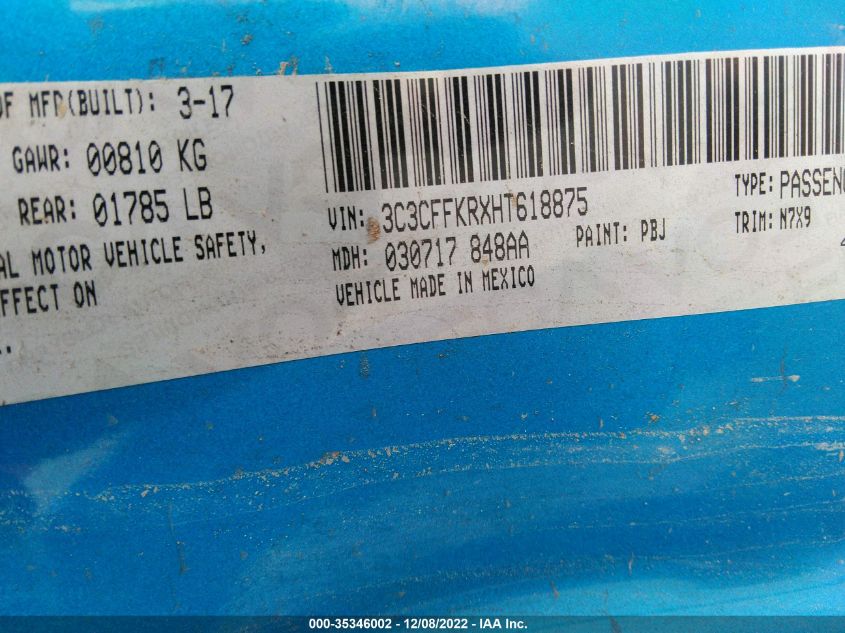 OF MFD(BUILT): 3-17
GAWR: 00810 KG
REAR: 01785 LB
AL MOTOR VEHICLE SAFETY,
EFFECT ON
VIN: 3C3CFFKRXHT618875
TYPE: PASSENG
MDH: 030717 848AA
PAINT: PBJ
TRIM: N7X9
VEHICLE MADE IN MEXICO
000-35346002 - 12/08/2022 - IAA Inc.